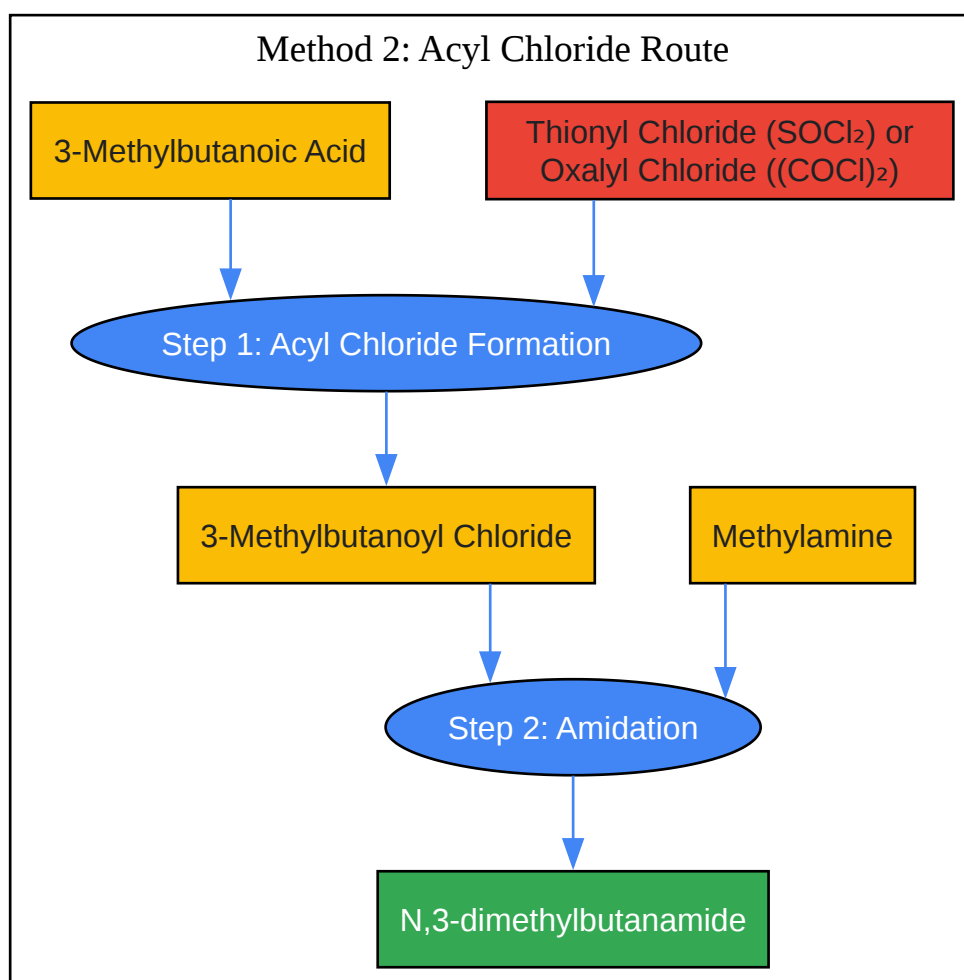 Method 2: Acyl Chloride Route
3-Methylbutanoic Acid
Thionyl Chloride (SOCl₂) or
Oxalyl Chloride ((COCl)₂)
Step 1: Acyl Chloride Formation
3-Methylbutanoyl Chloride
Methylamine
Step 2: Amidation
N,3-dimethylbutanamide